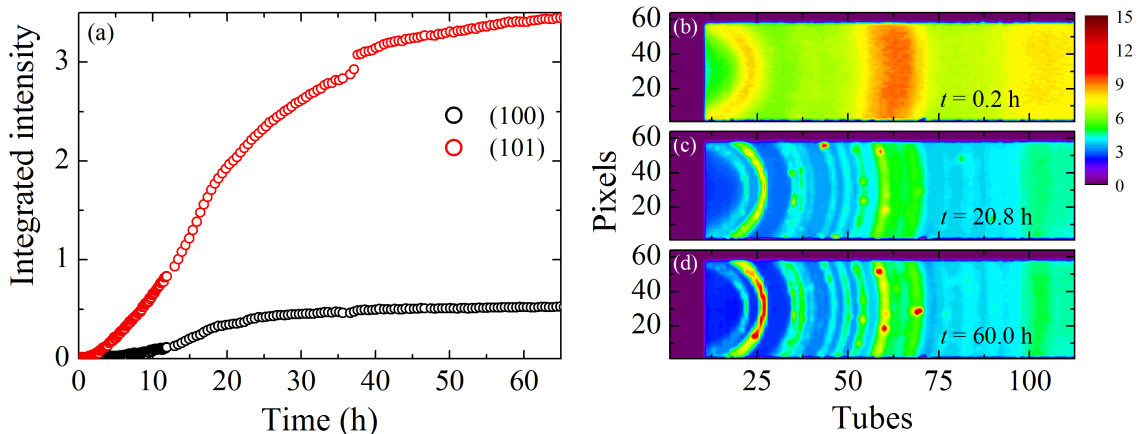 (a)
Integrated intensity
3
2
1
0
(100)
(101)
0 10 20 30 40 50 60
Time (h)
(b)
60
40
20
t = 0.2 h
15
12
9
6
3
0
Pixels
(c)
60
40
20
t = 20.8 h
(d)
60
40
20
t = 60.0 h
25 50 75 100
Tubes